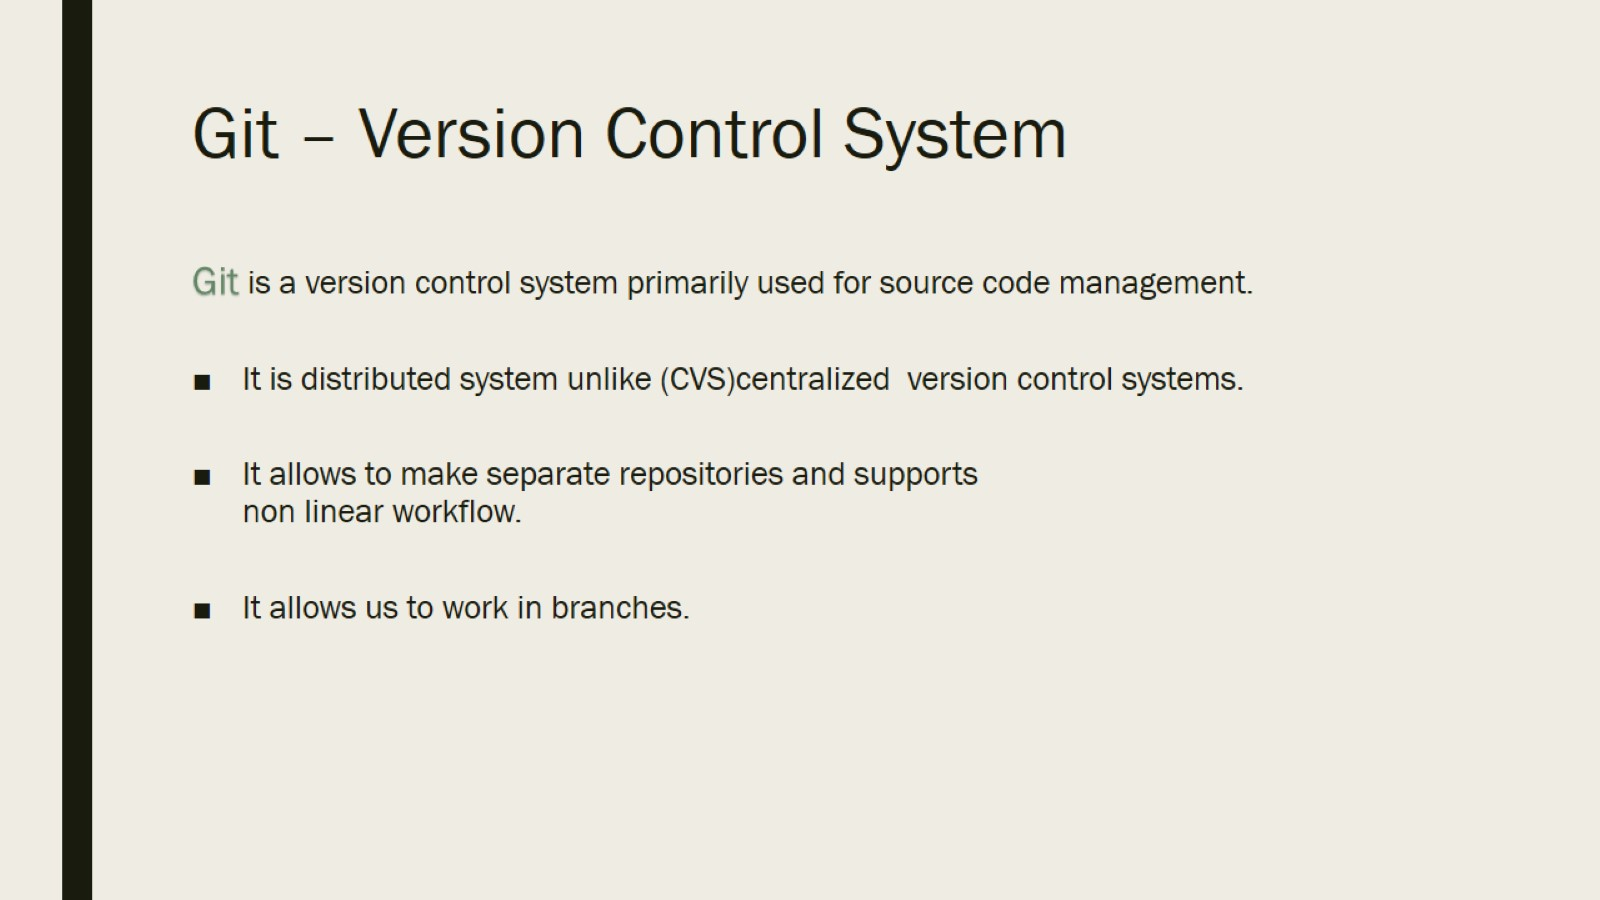 Git – Version Control System
Git is a version control system primarily used for source code management.
■ It is distributed system unlike (CVS)centralized  version control systems.
■ It allows to make separate repositories and supports
non linear workflow.
■ It allows us to work in branches.